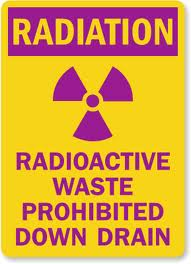 RADIATION
RADIOACTIVE
WASTE
PROHIBITED
DOWN DRAIN